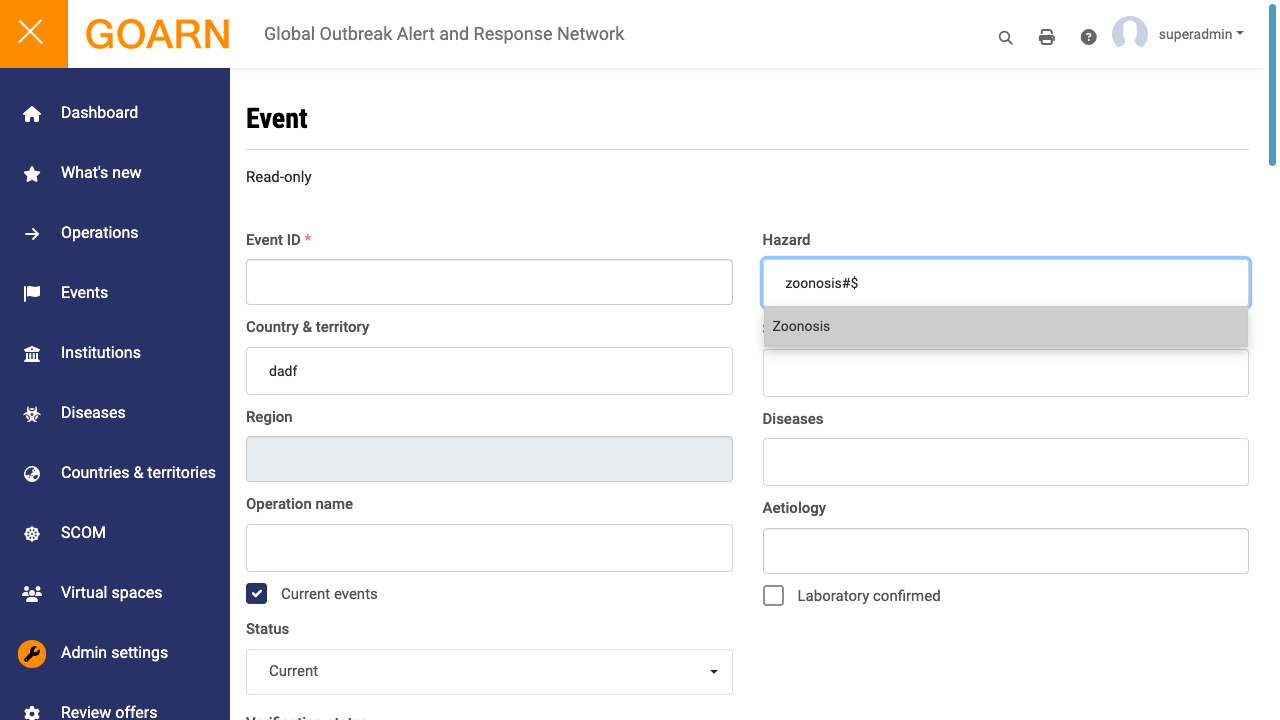 GOARN
Global Outbreak Alert and Response Network
superadmin
Dashboard
What's new
Operations
Events
Institutions
Diseases
Countries & territories
SCOM
Virtual spaces
Admin settings
Review offers
Event
Read-only
Event ID *
Hazard
zoonosis#$
Zoonosis
Country & territory
dadf
Region
Diseases
Operation name
Aetiology
Current events
Laboratory confirmed
Status
Current